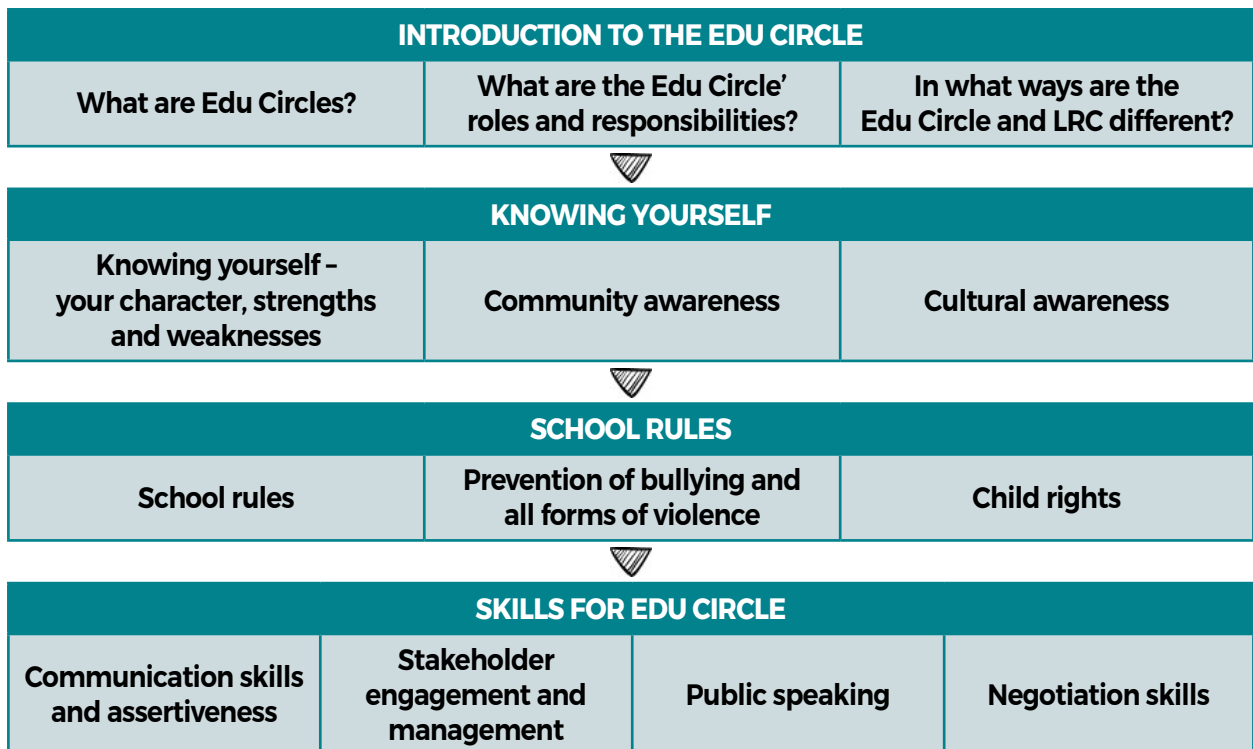 INTRODUCTION TO THE EDU CIRCLE
What are Edu Circles?
What are the Edu Circle’
roles and responsibilities?
In what ways are the
Edu Circle and LRC different?
KNOWING YOURSELF
Knowing yourself –
your character, strengths
and weaknesses
Community awareness
Cultural awareness
SCHOOL RULES
School rules
Prevention of bullying and
all forms of violence
Child rights
SKILLS FOR EDU CIRCLE
Communication skills
and assertiveness
Stakeholder
engagement and
management
Public speaking
Negotiation skills